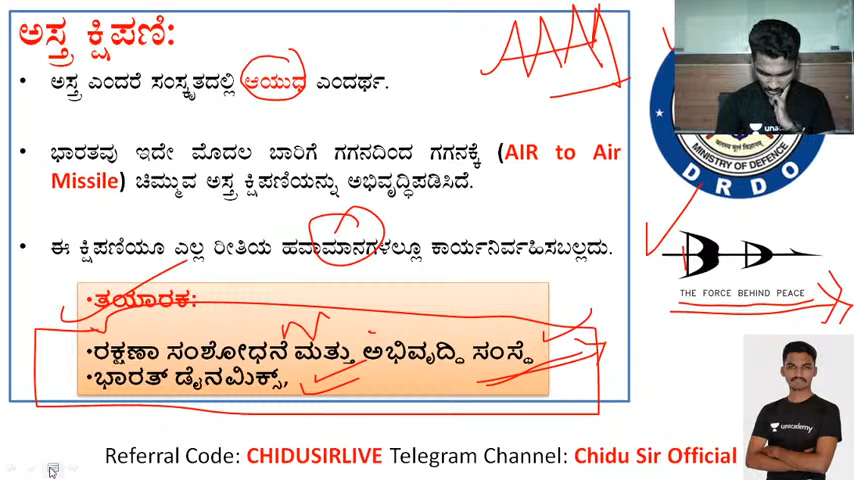 ಅಸ್ತ್ರ ಕ್ಷಿಪಣಿ:
• ಅಸ್ತ್ರ ಎಂದರೆ ಸಂಸ್ಕೃತದಲ್ಲಿ ಆಯುಧ ಎಂದರ್ಥ.
• ಭಾರತವು ಇದೇ ಮೊದಲ ಬಾರಿಗೆ ಗಗನದಿಂದ ಗಗನಕ್ಕೆ (AIR to Air
Missile) ಚಿಮ್ಮುವ ಅಸ್ತ್ರ ಕ್ಷಿಪಣಿಯನ್ನು ಅಭಿವೃದ್ಧಿಪಡಿಸಿದೆ.
• ಈ ಕ್ಷಿಪಣಿಯೂ ಎಲ್ಲ ರೀತಿಯ ಹವಾಮಾನಗಳಲ್ಲೂ ಕಾರ್ಯನಿರ್ವಹಿಸಬಲ್ಲದು.
•ತಯಾರಕ:
•ರಕ್ಷಣಾ ಸಂಶೋಧನೆ ಮತ್ತು ಅಭಿವೃದ್ಧಿ ಸಂಸ್ಥೆ
•ಭಾರತ್ ಡೈನಮಿಕ್ಸ್,
MINISTRY OF DEFENCE
DRDO
THE FORCE BEHIND PEACE
unacademy
Referral Code: CHIDUSIRLIVE Telegram Channel: Chidu Sir Official